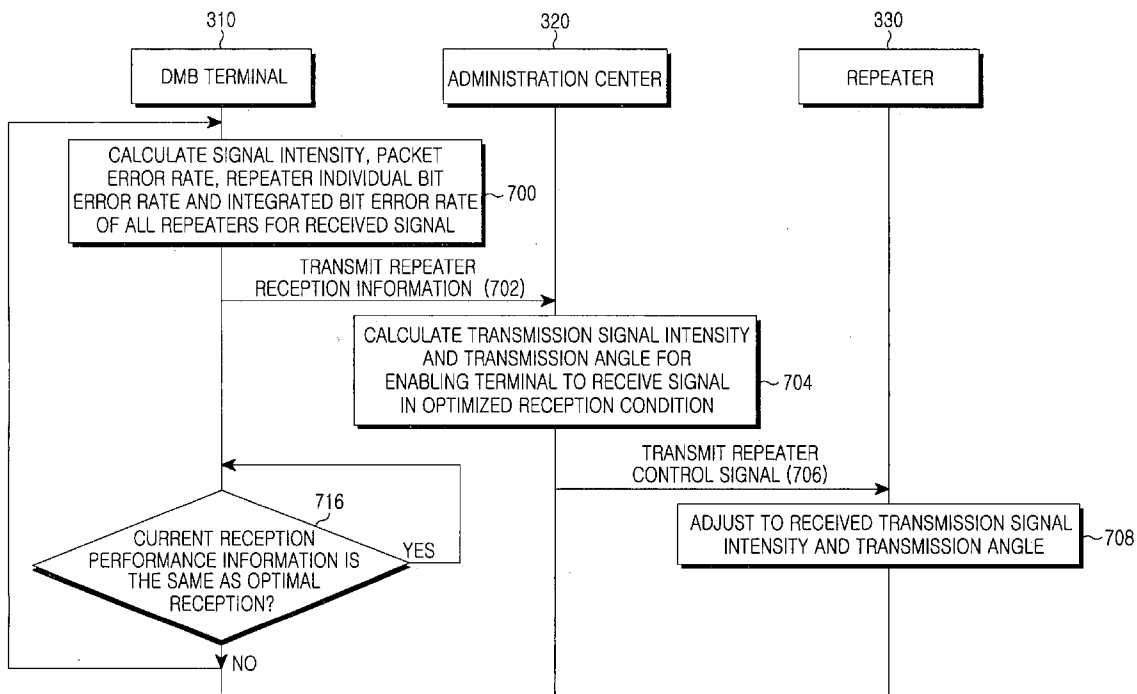 310
320
330
DMB TERMINAL
ADMINISTRATION CENTER
REPEATER
CALCULATE SIGNAL INTENSITY, PACKET
ERROR RATE, REPEATER INDIVIDUAL BIT
ERROR RATE AND INTEGRATED BIT ERROR RATE
OF ALL REPEATERS FOR RECEIVED SIGNAL
700
TRANSMIT REPEATER
RECEPTION INFORMATION (702)
CALCULATE TRANSMISSION SIGNAL INTENSITY
AND TRANSMISSION ANGLE FOR
ENABLING TERMINAL TO RECEIVE SIGNAL
IN OPTIMIZED RECEPTION CONDITION
704
TRANSMIT REPEATER
CONTROL SIGNAL (706)
ADJUST TO RECEIVED TRANSMISSION SIGNAL
INTENSITY AND TRANSMISSION ANGLE
708
716
CURRENT RECEPTION
PERFORMANCE INFORMATION IS
THE SAME AS OPTIMAL
RECEPTION?
YES
NO